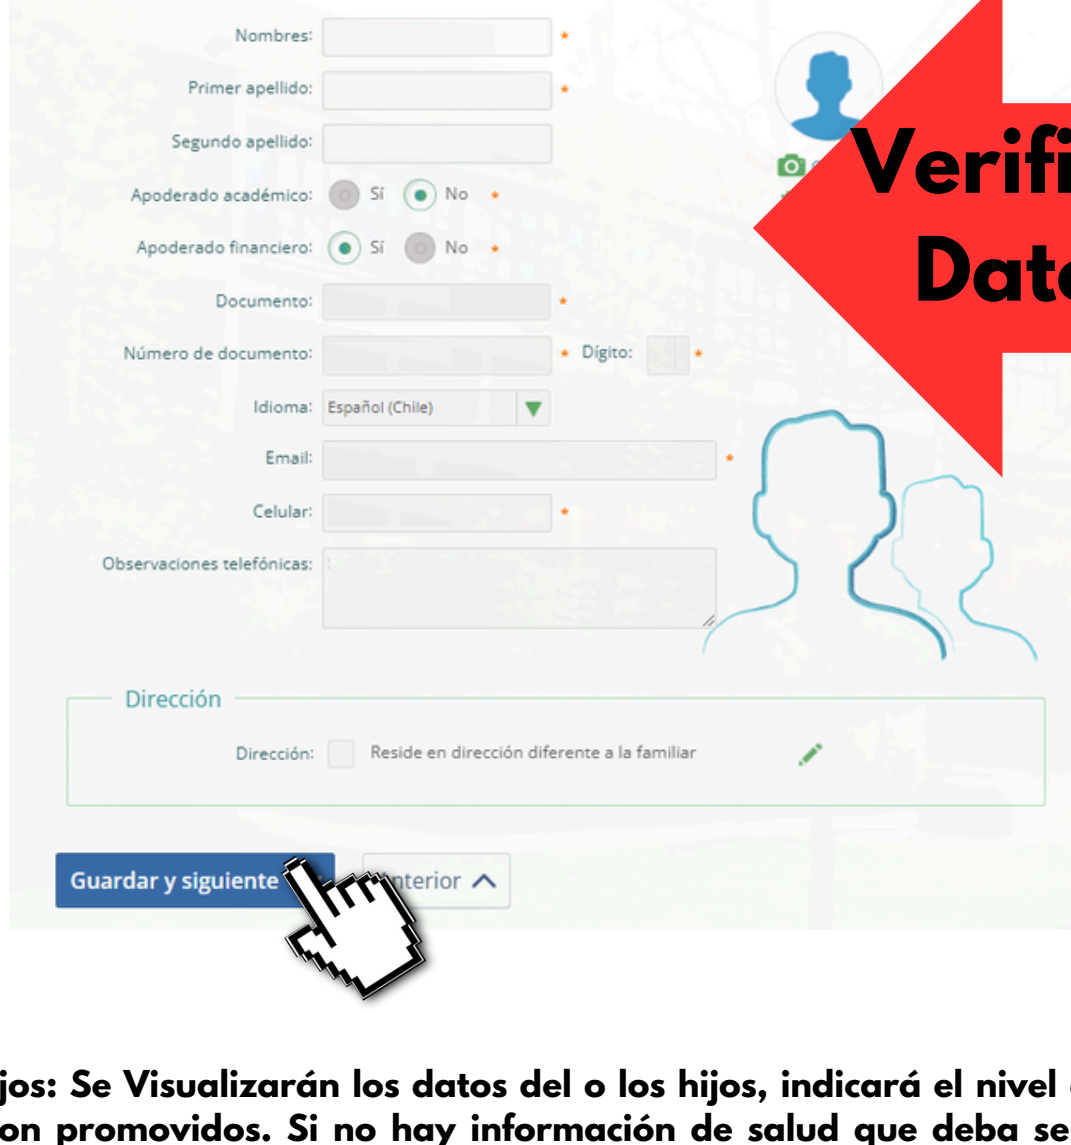 Nombres: *
Primer apellido: *
Segundo apellido:
Apoderado académico: Sí No *
Apoderado financiero: Sí No *
Documento: *
Número de documento: * Dígito: *
Idioma: Español (Chile)
Email: *
Celular: *
Observaciones telefónicas:
Verifi
Dato
Dirección
Dirección: Reside en dirección diferente a la familiar
Guardar y siguiente nterior
jos: Se Visualizarán los datos del o los hijos, indicará el nivel
on promovidos. Si no hay información de salud que deba se